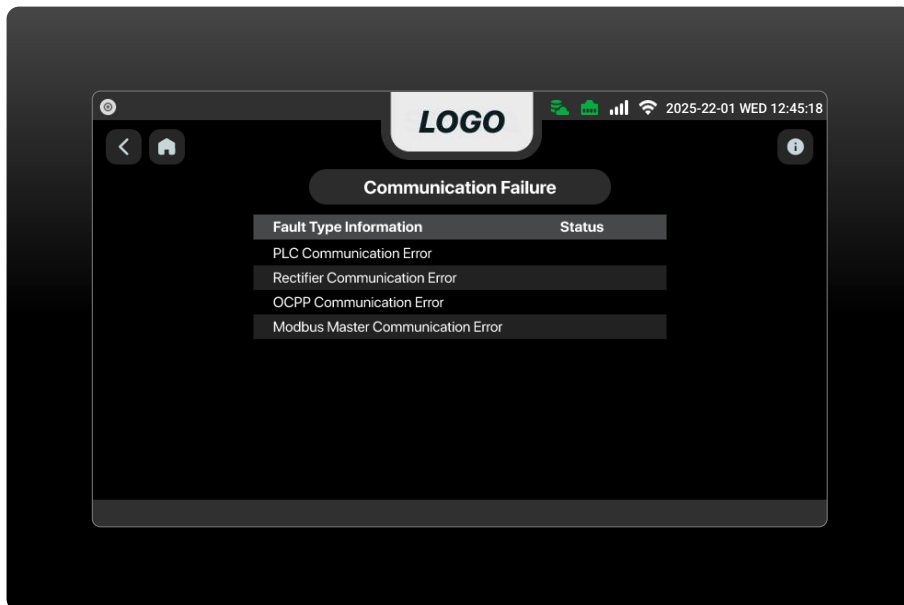 LOGO
2025-22-01 WED 12:45:18
Communication Failure
Fault Type Information Status
PLC Communication Error
Rectifier Communication Error
OCPP Communication Error
Modbus Master Communication Error